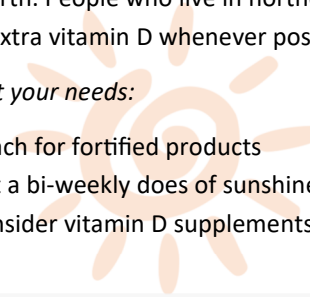 rth. People who live in northe
xtra vitamin D whenever pos
t your needs:
ach for fortified products
t a bi-weekly does of sunshine
nsider vitamin D supplements